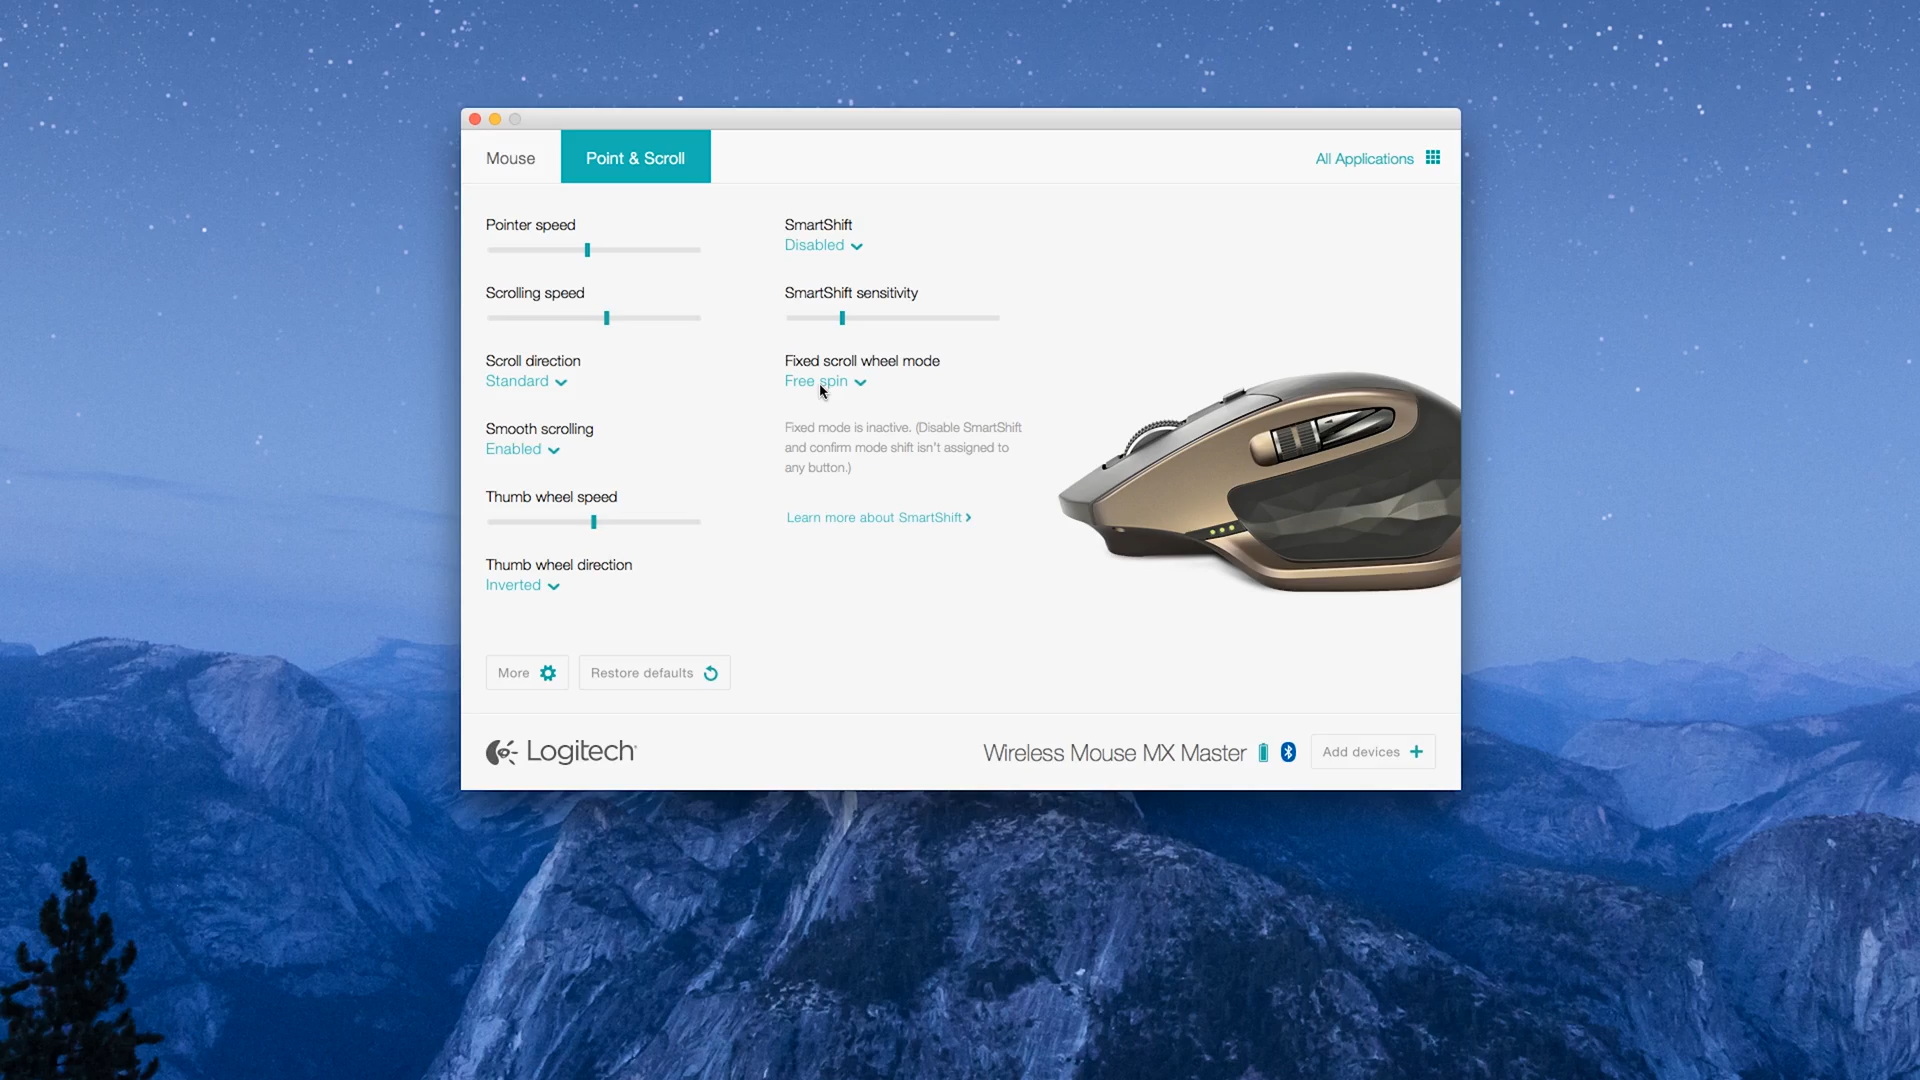 Mouse
Point & Scroll
All Applications
Pointer speed
Scrolling speed
Scroll direction
Standard
Smooth scrolling
Enabled
Thumb wheel speed
Thumb wheel direction
Inverted
SmartShift
Disabled
SmartShift sensitivity
Fixed scroll wheel mode
Free spin
Fixed mode is inactive. (Disable SmartShift
and confirm mode shift isn't assigned to
any button.)
Learn more about SmartShift
More
Restore defaults
Logitech
Wireless Mouse MX Master
Add devices